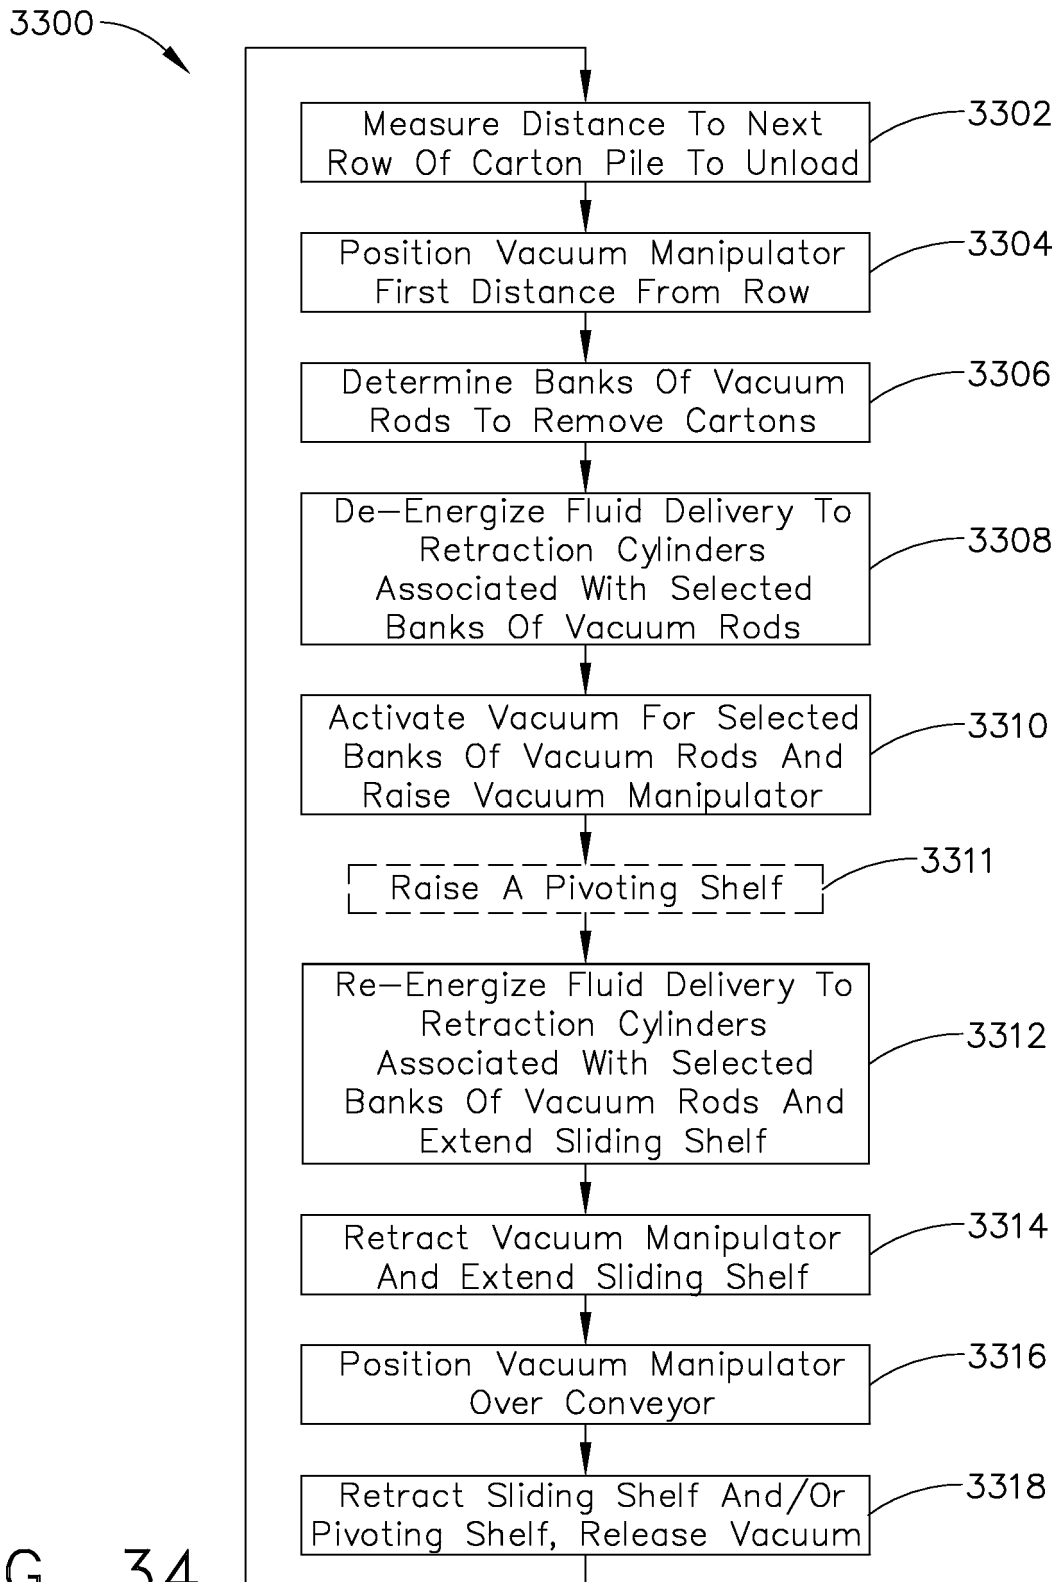 3300
Measure Distance To Next
Row Of Carton Pile To Unload
3302
Position Vacuum Manipulator
First Distance From Row
3304
Determine Banks Of Vacuum
Rods To Remove Cartons
3306
De-Energize Fluid Delivery To
Retraction Cylinders
Associated With Selected
Banks Of Vacuum Rods
3308
Activate Vacuum For Selected
Banks Of Vacuum Rods And
Raise Vacuum Manipulator
3310
Raise A Pivoting Shelf
3311
Re-Energize Fluid Delivery To
Retraction Cylinders
Associated With Selected
Banks Of Vacuum Rods And
Extend Sliding Shelf
3312
Retract Vacuum Manipulator
And Extend Sliding Shelf
3314
Position Vacuum Manipulator
Over Conveyor
3316
Retract Sliding Shelf And/Or
Pivoting Shelf, Release Vacuum
3318
G. 34